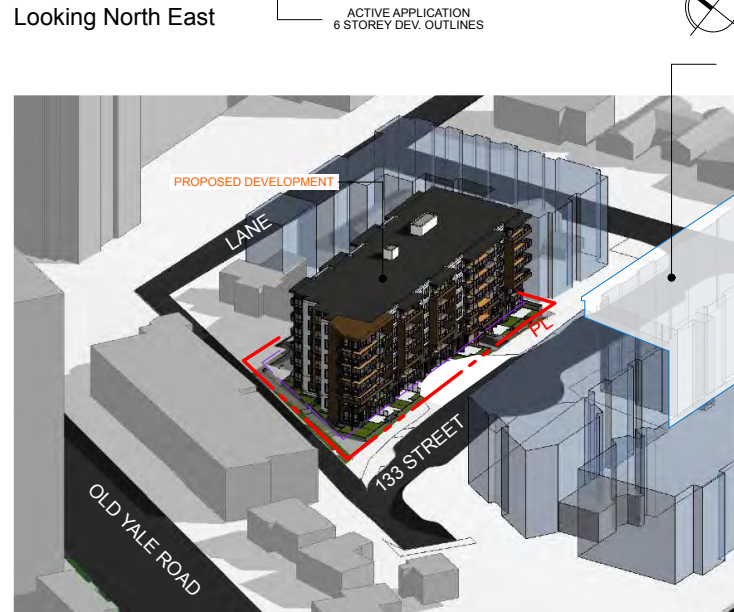 Looking North East
ACTIVE APPLICATION
6 STOREY DEV. OUTLINES
PROPOSED DEVELOPMENT
LANE
PL
133 STREET
OLD YALE ROAD